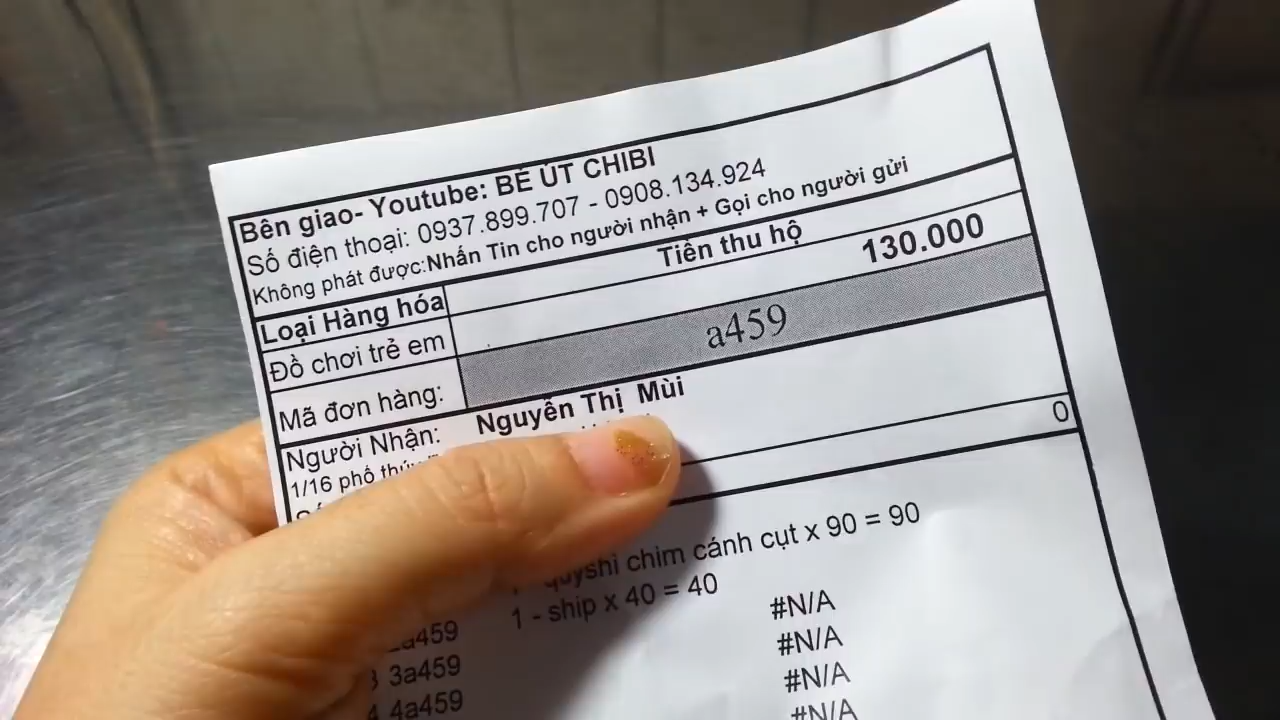 Bên giao- Youtube: BÉ ÚT CHIBI
Số điện thoại: 0937.899.707 - 0908.134.924
Không phát được:Nhắn Tin cho người nhận + Gọi cho người gửi
Loại Hàng hóa Tiền thu hộ
Đồ chơi trẻ em 130.000
Mã đơn hàng: a459
Người Nhận: Nguyễn Thị Mùi
1/16 phố
0
quyshi chim cánh cụt x 90 = 90
1 - ship x 40 = 40
#N/A
3a459 #N/A
4a459 #N/A
#N/A